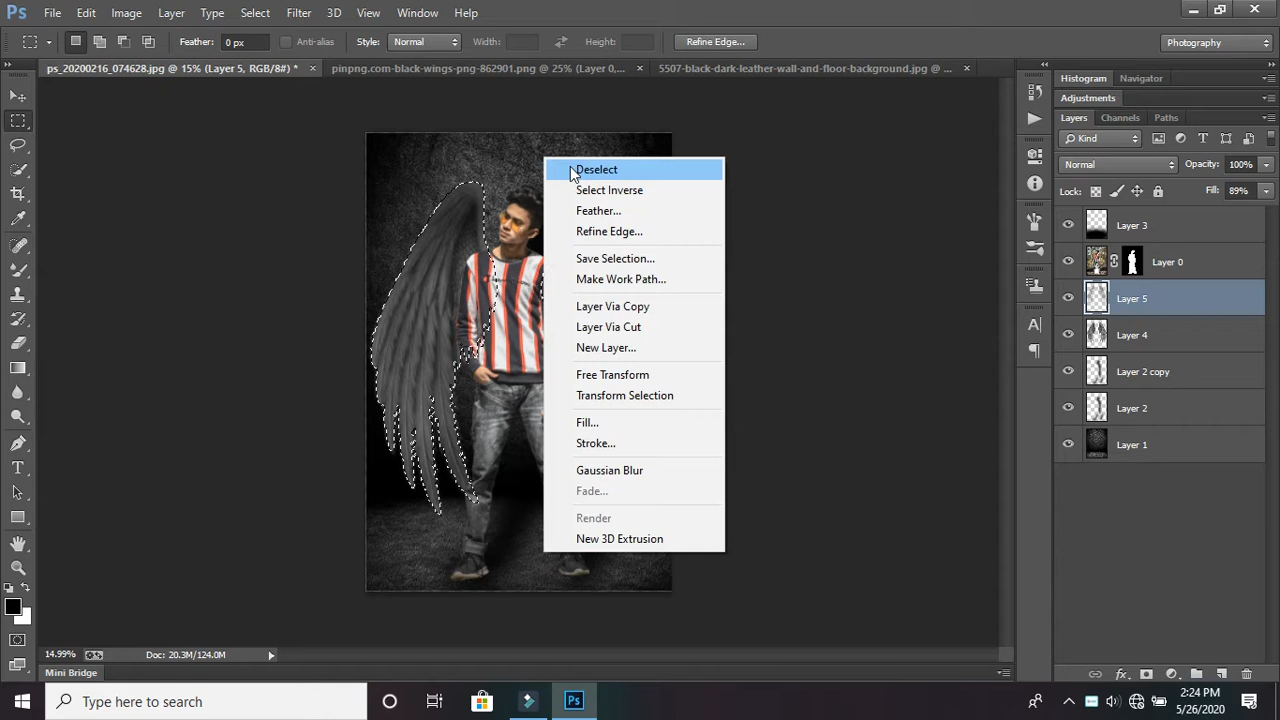 Ps File Edit Image Layer Type Select Filter 3D View Window Help
Feather: 0 px Anti-alias Style: Normal Width: Height: Refine Edge... Photography
ps_20200216_074628.jpg @ 15% (Layer 5, RGB/8#) * × pinpng.com-black-wings-png-862901.png @ 25% (Layer 0,... × 5507-black-dark-leather-wall-and-floor-background.jpg @ ... ×
Histogram Navigator
Adjustments
Layers Channels Paths
Kind
Normal Opacity: 100%
Lock: Fill: 89%
Layer 3
Layer 0
Layer 5
Layer 4
Layer 2 copy
Layer 2
Layer 1
Deselect
Select Inverse
Feather...
Refine Edge...
Save Selection...
Make Work Path...
Layer Via Copy
Layer Via Cut
New Layer...
Free Transform
Transform Selection
Fill...
Stroke...
Gaussian Blur
Fade...
Render
New 3D Extrusion
14.99% Doc: 20.3M/124.0M
Mini Bridge
Type here to search
Ps
2:24 PM
5/26/2020